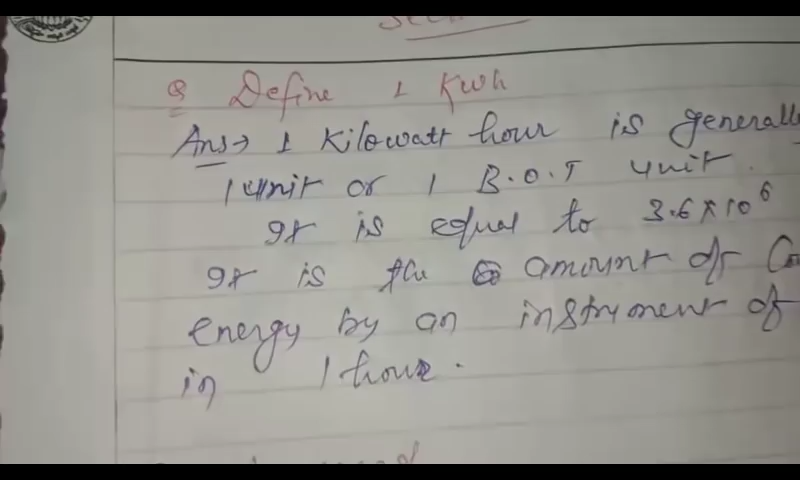 Q Define 1 Kwh
Ans→ 1 Kilowatt hour is generally
1 unit or 1 B.O.T unit.
It is equal to 3.6×10⁶
It is the amount of
energy by an instrument of
in 1 hour.